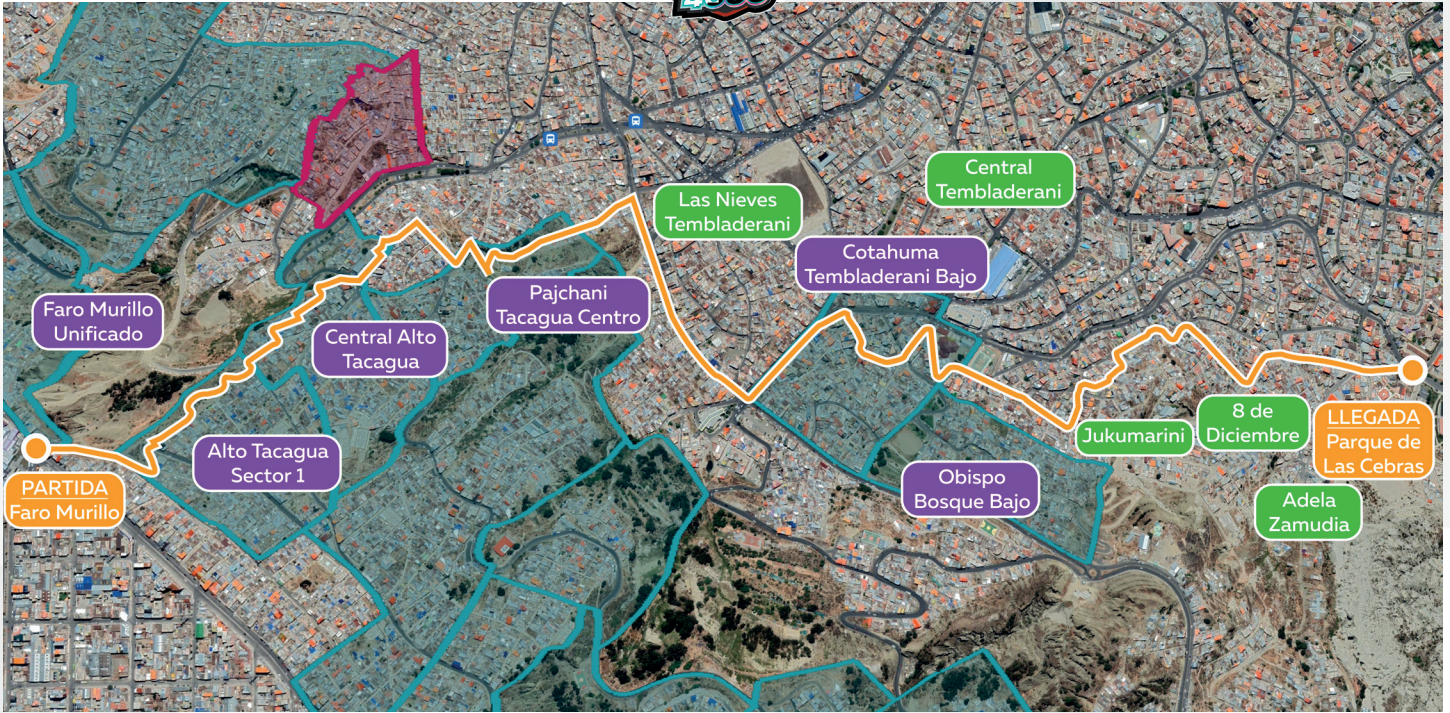 Central
Tembladerani
Las Nieves
Tembladerani
Cotahuma
Tembladerani Bajo
Pajchani
Tacagua Centro
Faro Murillo
Unificado
Central Alto
Tacagua
Alto Tacagua
Sector 1
PARTIDA
Faro Murillo
Obispo
Bosque Bajo
Jukumarini
8 de
Diciembre
LLEGADA
Parque de
Las Cebras
Adela
Zamudia